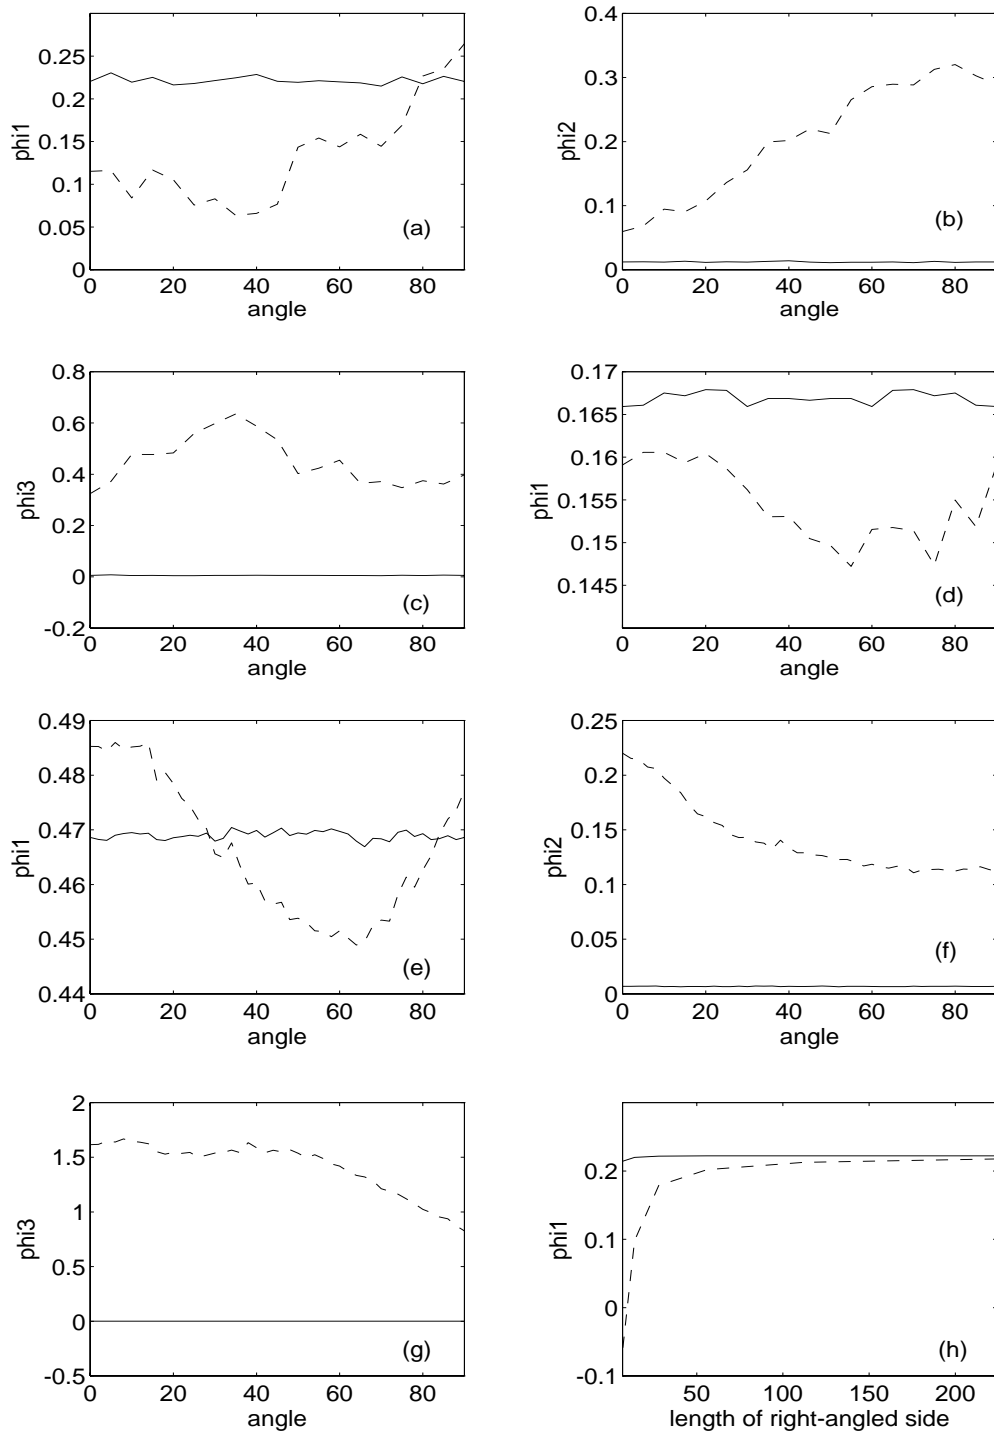 0.25
0.2
0.15
0.1
0.05
0
phi1
(a)
0 20 40 60 80
angle
0.4
0.3
0.2
0.1
0
phi2
(b)
0 20 40 60 80
angle
0.8
0.6
0.4
0.2
0
-0.2
phi3
(c)
0 20 40 60 80
angle
0.17
0.165
0.16
0.155
0.15
0.145
phi1
(d)
0 20 40 60 80
angle
0.49
0.48
0.47
0.46
0.45
0.44
phi1
(e)
0 20 40 60 80
angle
0.25
0.2
0.15
0.1
0.05
0
phi2
(f)
0 20 40 60 80
angle
2
1.5
1
0.5
0
-0.5
phi3
(g)
0 20 40 60 80
angle
0.2
0.1
0
-0.1
phi1
(h)
50 100 150 200
length of right-angled side